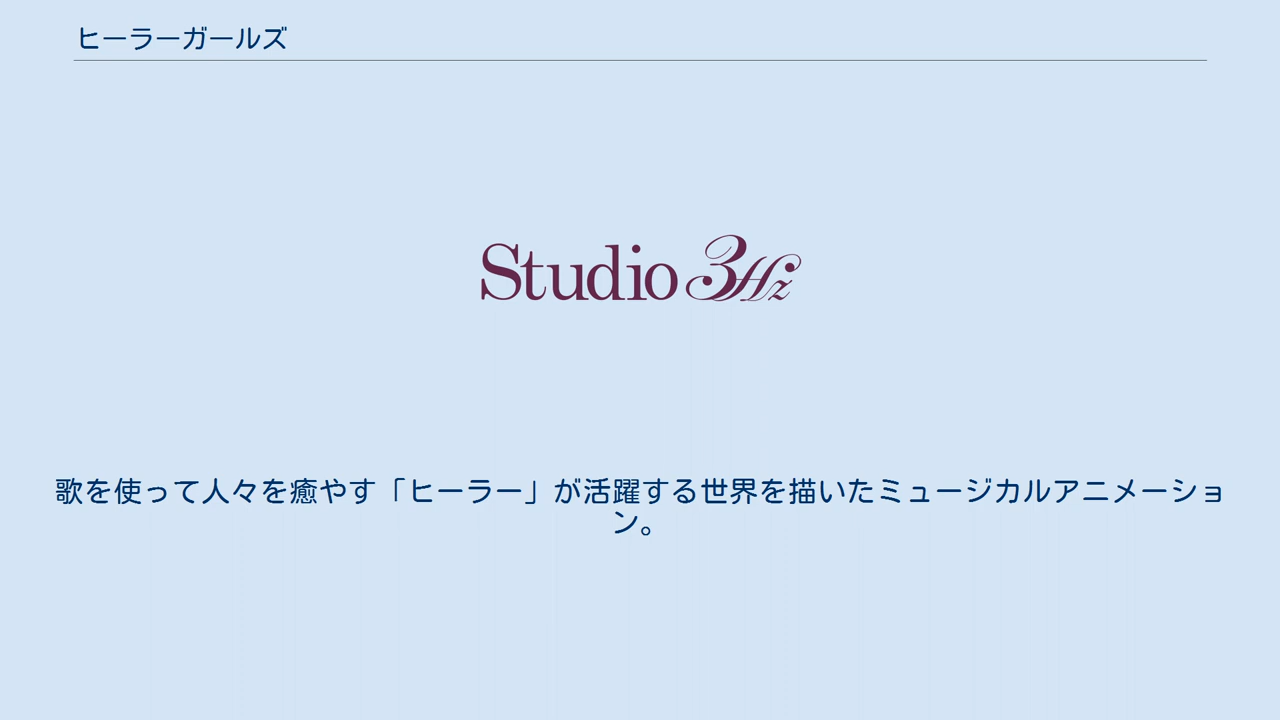 ヒーラーガールズ
Studio 3Hz
歌を使って人々を癒やす「ヒーラー」が活躍する世界を描いたミュージカルアニメーショ
ン。